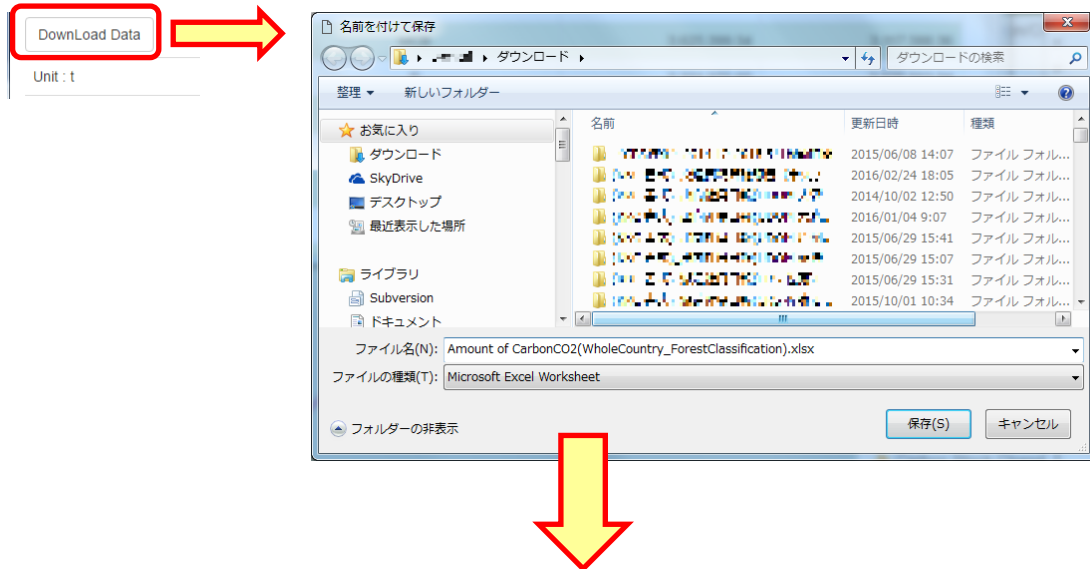 DownLoad Data
Unit : t
名前を付けて保存
ダウンロード
ダウンロードの検索
整理
新しいフォルダー
お気に入り
ダウンロード
SkyDrive
デスクトップ
最近表示した場所
ライブラリ
Subversion
ドキュメント
名前 更新日時 種類
2015/06/08 14:07 ファイル フォル...
2016/02/24 18:05 ファイル フォル...
2014/10/02 12:50 ファイル フォル...
2016/01/04 9:07 ファイル フォル...
2015/06/29 15:41 ファイル フォル...
2015/06/29 15:07 ファイル フォル...
2015/06/29 15:31 ファイル フォル...
2015/10/01 10:34 ファイル フォル...
ファイル名(N): Amount of CarbonCO2(WholeCountry_ForestClassification).xlsx
ファイルの種類(T): Microsoft Excel Worksheet
フォルダーの非表示
保存(S)
キャンセル